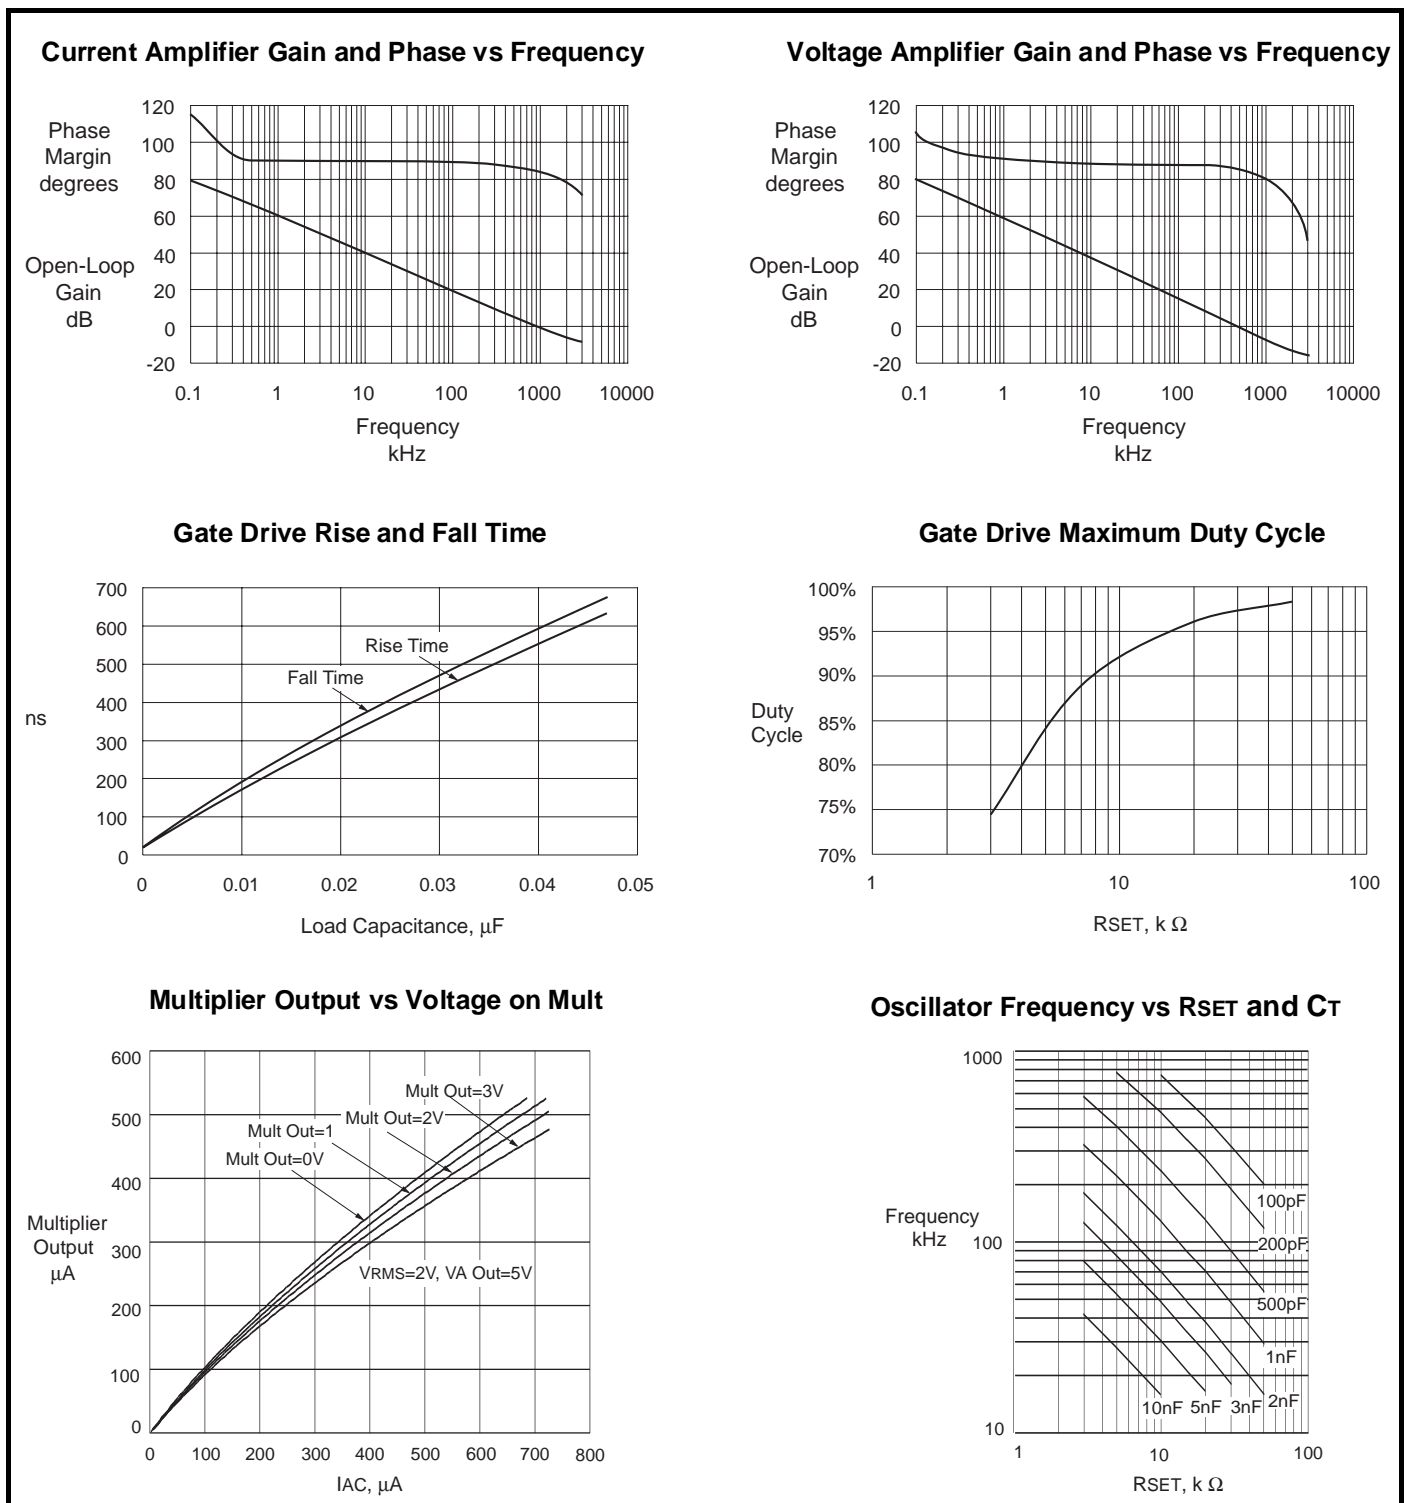 Current Amplifier Gain and Phase vs Frequency
120
100
80
60
40
20
0
-20
Phase
Margin
degrees
Open-Loop
Gain
dB
0.1 1 10 100 1000 10000
Frequency
kHz
Voltage Amplifier Gain and Phase vs Frequency
120
100
80
60
40
20
0
-20
Phase
Margin
degrees
Open-Loop
Gain
dB
0.1 1 10 100 1000 10000
Frequency
kHz
Gate Drive Rise and Fall Time
700
600
500
400
300
200
100
0
ns
Rise Time
Fall Time
0 0.01 0.02 0.03 0.04 0.05
Load Capacitance, μF
Gate Drive Maximum Duty Cycle
100%
95%
90%
85%
80%
75%
70%
Duty
Cycle
1 10 100
RSET, k Ω
Multiplier Output vs Voltage on Mult
600
500
400
300
200
100
0
Multiplier
Output
μA
Mult Out=3V
Mult Out=2V
Mult Out=1
Mult Out=0V
VRMS=2V, VA Out=5V
0 100 200 300 400 500 600 700 800
IAC, μA
Oscillator Frequency vs RSET and CT
1000
100
10
Frequency
kHz
100pF
200pF
500pF
1nF
10nF 5nF 3nF 2nF
1 10 100
RSET, k Ω